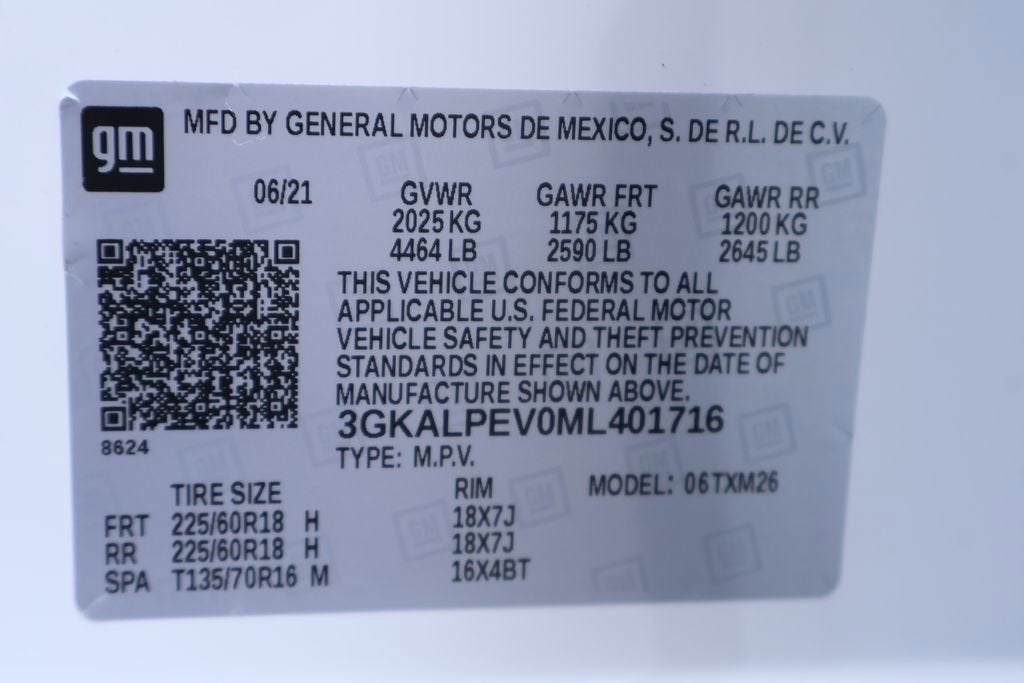 gm
MFD BY GENERAL MOTORS DE MEXICO, S. DE R.L. DE C.V.
06/21 GVWR GAWR FRT GAWR RR
2025 KG 1175 KG 1200 KG
4464 LB 2590 LB 2645 LB
THIS VEHICLE CONFORMS TO ALL
APPLICABLE U.S. FEDERAL MOTOR
VEHICLE SAFETY AND THEFT PREVENTION
STANDARDS IN EFFECT ON THE DATE OF
MANUFACTURE SHOWN ABOVE.
3GKALPEV0ML401716
8624
TYPE: M.P.V.
TIRE SIZE RIM MODEL: 06TXM26
FRT 225/60R18 H 18X7J
RR 225/60R18 H 18X7J
SPA T135/70R16 M 16X4BT